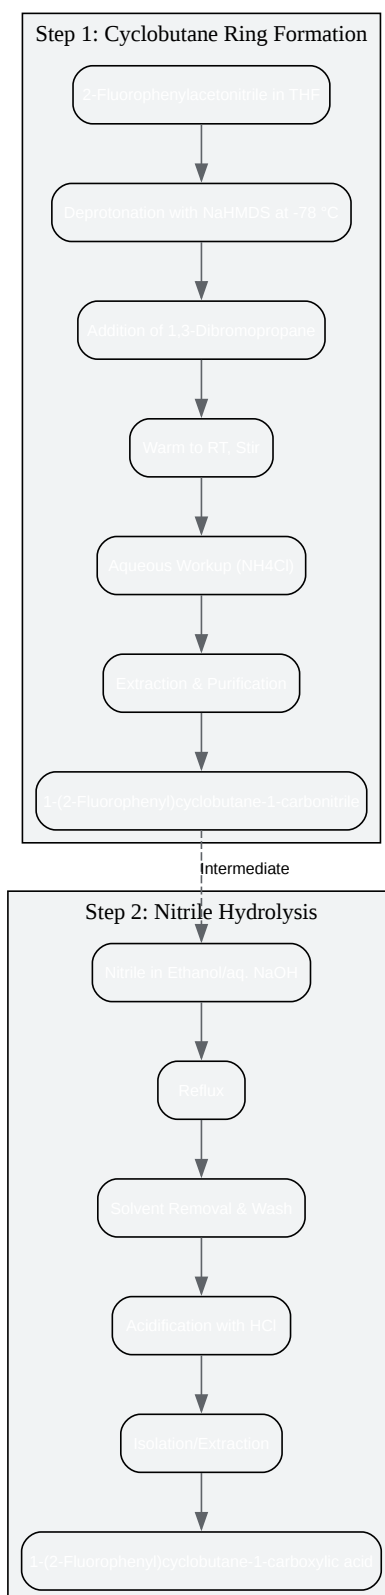 Step 1: Cyclobutane Ring Formation
2-Fluorophenylacetonitrile in THF
Deprotonation with NaHMDS at -78 °C
Addition of 1,3-Dibromopropane
Warm to RT, Stir
Aqueous Workup (NH4Cl)
Extraction & Purification
1-(2-Fluorophenyl)cyclobutane-1-carbonitrile
Intermediate
Step 2: Nitrile Hydrolysis
Nitrile in Ethanol/aq. NaOH
Reflux
Solvent Removal & Wash
Acidification with HCl
Isolation/Extraction
1-(2-Fluorophenyl)cyclobutane-1-carboxylic acid